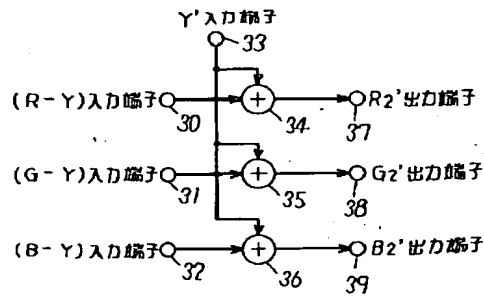 Y'入力端子
33
(R-Y)入力端子 30 + 34 R2'出力端子 37
(G-Y)入力端子 31 + 35 G2'出力端子 38
(B-Y)入力端子 32 + 36 B2'出力端子 39